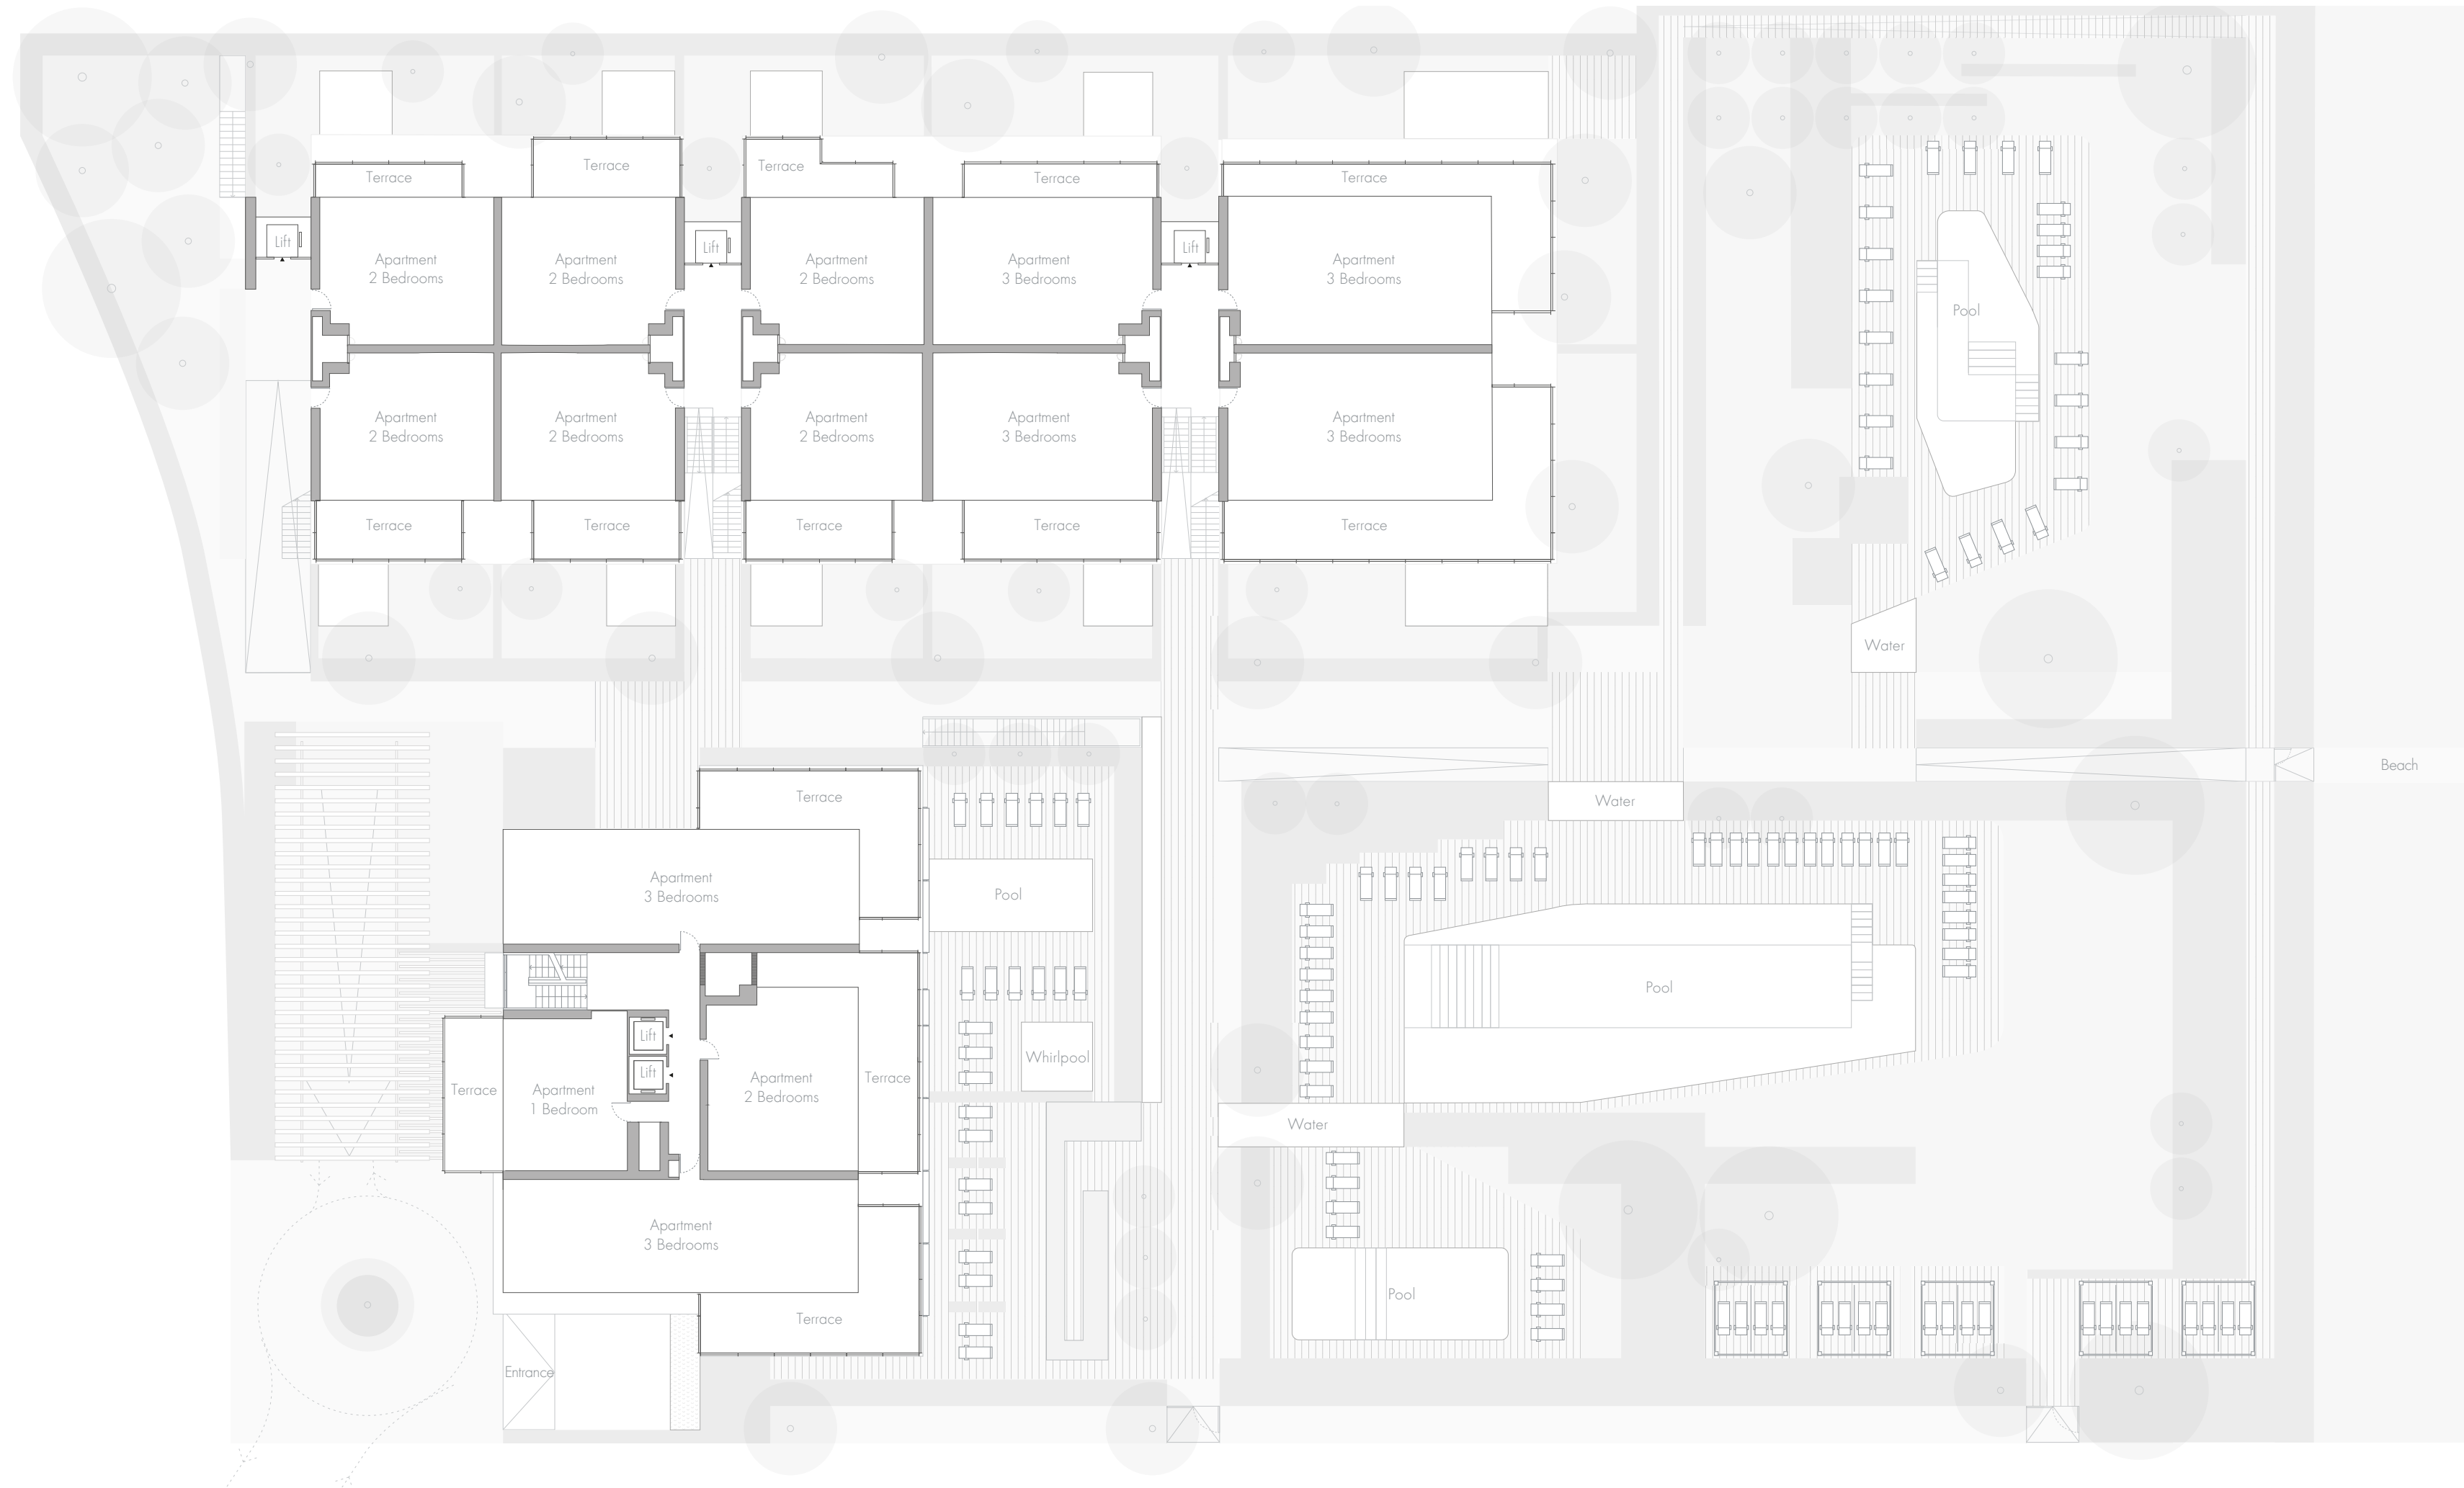 Terrace
Terrace
Terrace
Terrace
Terrace
Lift
Lift
Lift
Apartment
2 Bedrooms
Apartment
2 Bedrooms
Apartment
2 Bedrooms
Apartment
3 Bedrooms
Apartment
3 Bedrooms
Pool
Apartment
2 Bedrooms
Apartment
2 Bedrooms
Apartment
2 Bedrooms
Apartment
3 Bedrooms
Apartment
3 Bedrooms
Terrace
Terrace
Terrace
Terrace
Terrace
Water
Beach
Terrace
Water
Apartment
3 Bedrooms
Pool
Pool
Lift
Lift
Whirlpool
Terrace
Apartment
1 Bedroom
Apartment
2 Bedrooms
Terrace
Water
Apartment
3 Bedrooms
Pool
Terrace
Entrance